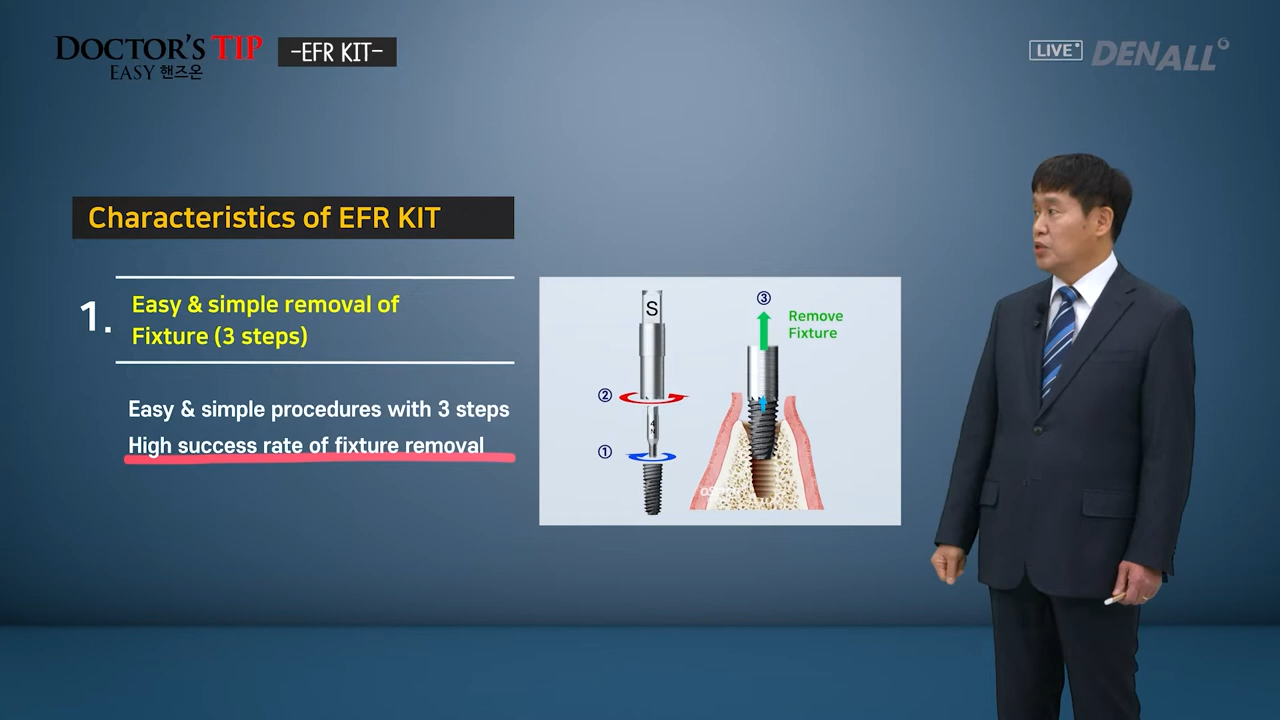 DOCTOR'S TIP
EASY 핸즈온
-EFR KIT-
LIVE
DENALL
Characteristics of EFR KIT
1.
Easy & simple removal of
Fixture (3 steps)
Easy & simple procedures with 3 steps
High success rate of fixture removal
S
②
4
N
①
③
Remove
Fixture